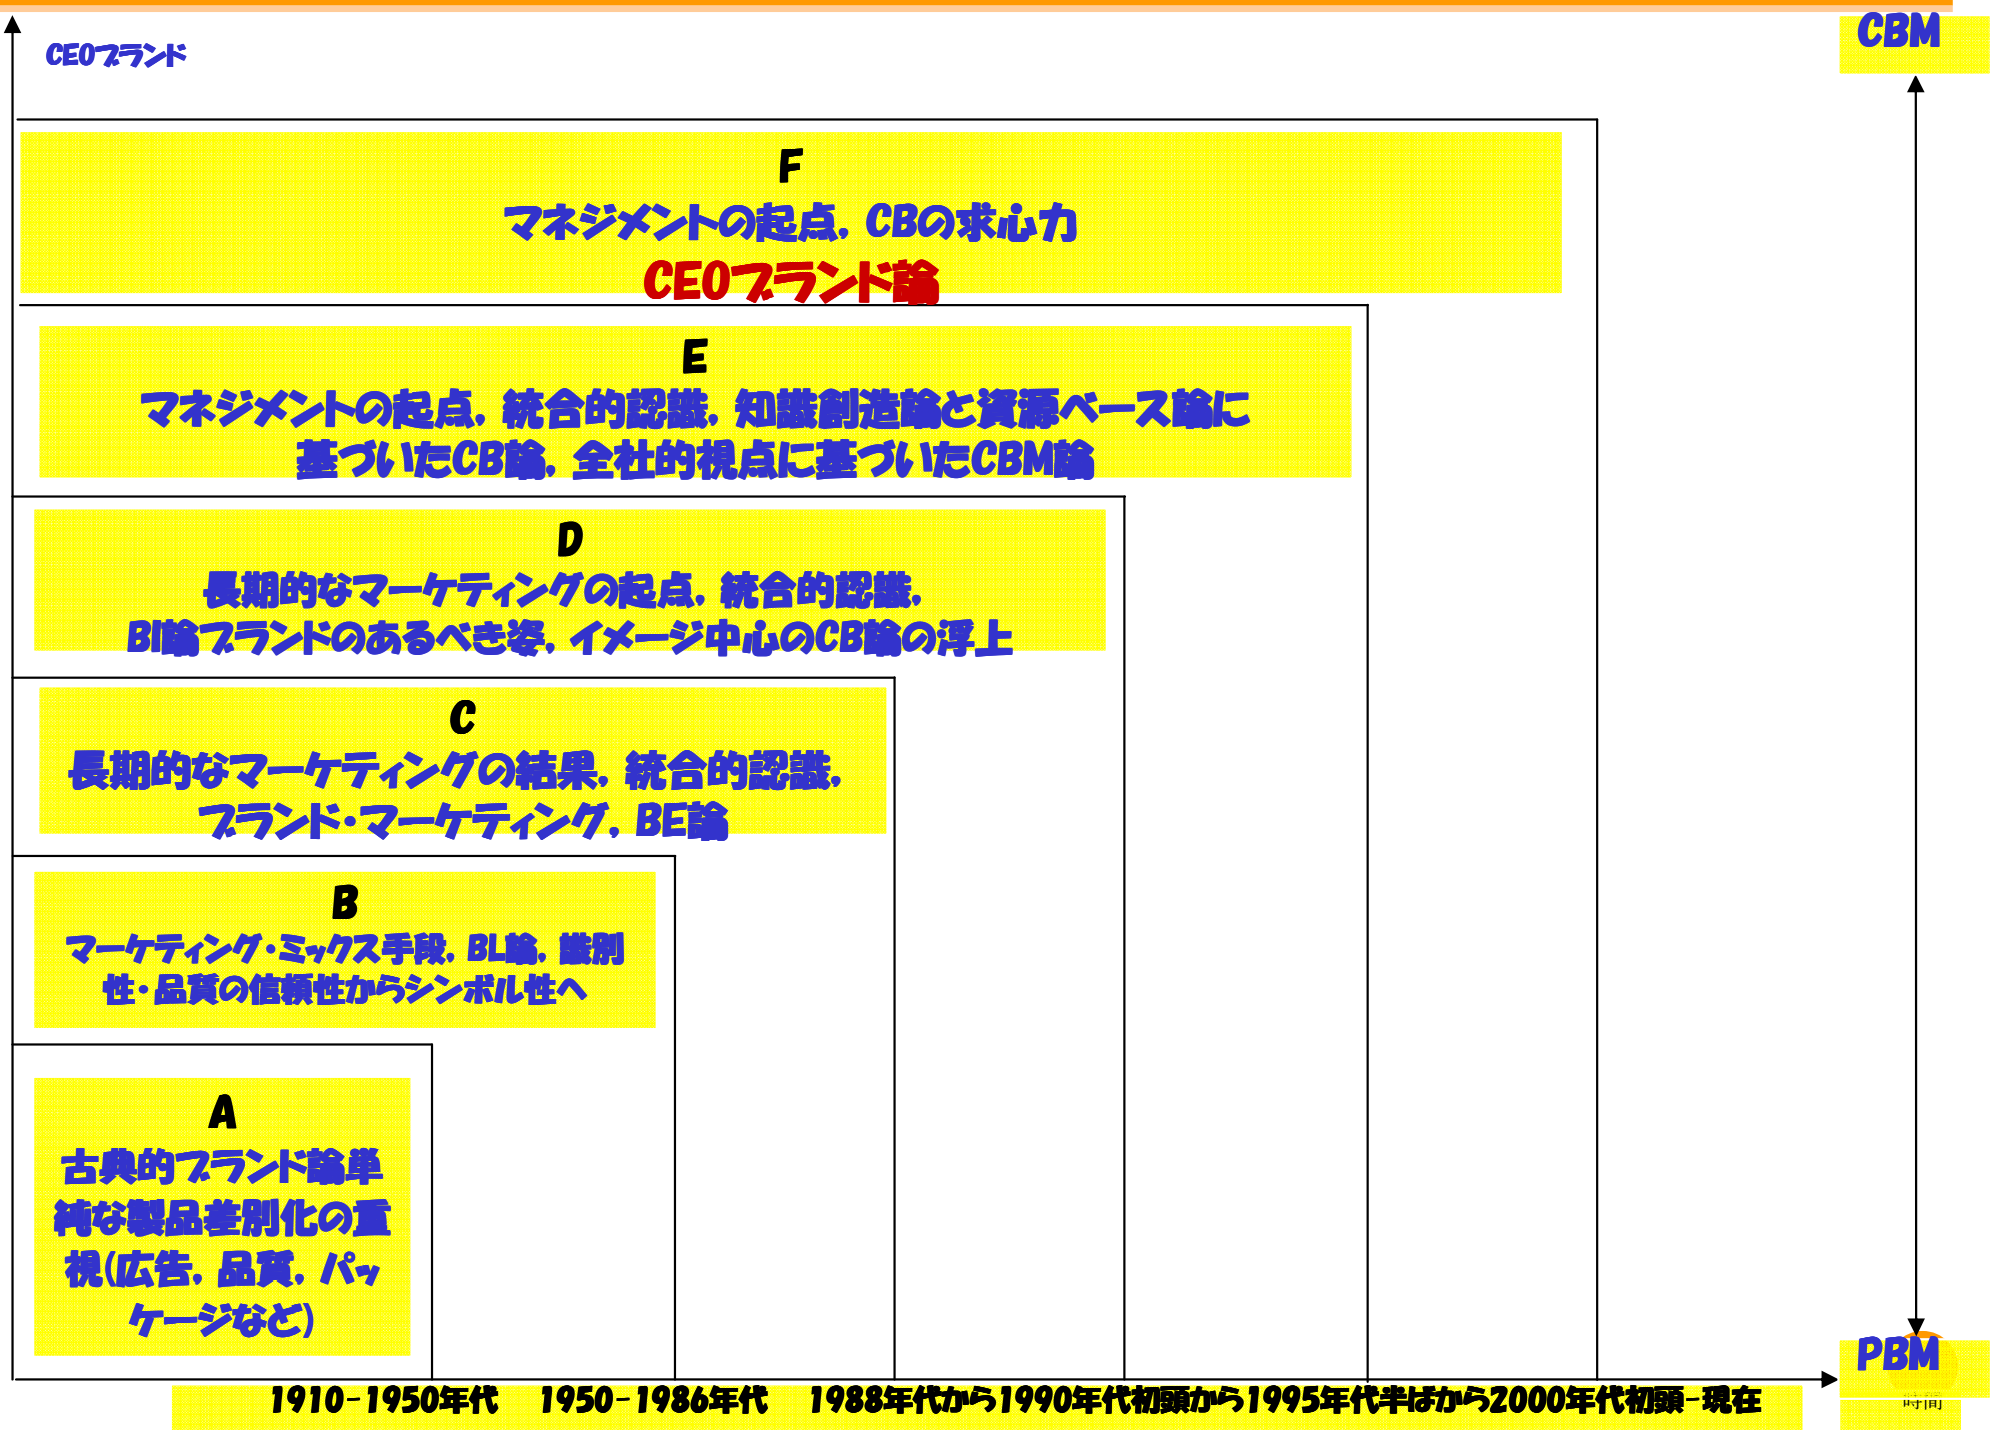 CEOブランド
CBM
F
マネジメントの起点, CBの求心力
CEOブランド論
E
マネジメントの起点, 統合的認識, 知識創造論と資源ベース論に
基づいたCB論, 全社的視点に基づいたCBM論
D
長期的なマーケティングの起点, 統合的認識,
BI論ブランドのあるべき姿, イメージ中心のCB論の浮上
C
長期的なマーケティングの結果, 統合的認識,
ブランド・マーケティング, BE論
B
マーケティング・ミックス手段, BL論, 識別
性・品質の信頼性からシンボル性へ
A
古典的ブランド論単
純な製品差別化の重
視(広告, 品質, パッ
ケージなど)
PBM
1910-1950年代 1950-1986年代 1988年代から1990年代初頭から1995年代半ばから2000年代初頭-現在
時間